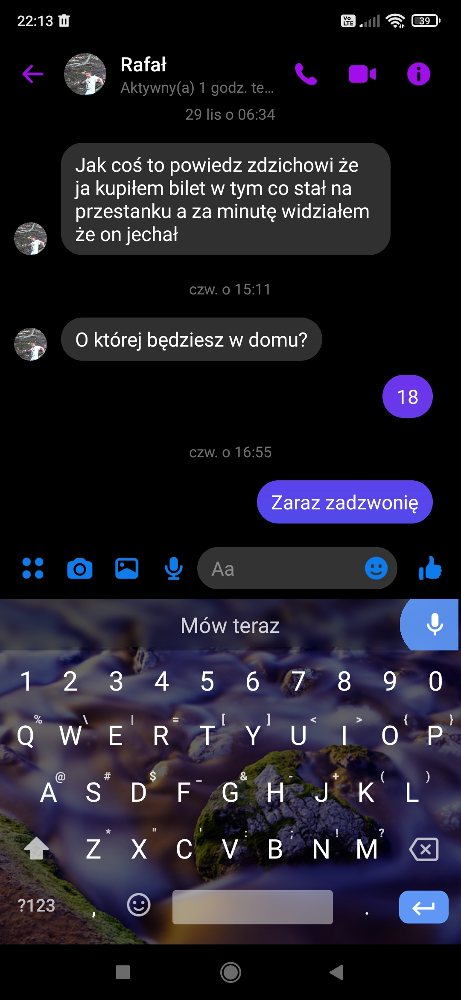 22:13
Vo LTE
39
Rafał
Aktywny(a) 1 godz. te...
29 lis o 06:34
Jak coś to powiedz zdzichowi że
ja kupiłem bilet w tym co stał na
przestanku a za minutę widziałem
że on jechał
czw. o 15:11
O której będziesz w domu?
18
czw. o 16:55
Zaraz zadzwonię
Aa
Mów teraz
1 2 3 4 5 6 7 8 9 0
% \ | = [ ] < > { }
Q W E R T Y U I O P
@ # $ _ & - + ( )
A S D F G H J K L
* " ' : ; ! ?
Z X C V B N M
?123 , .